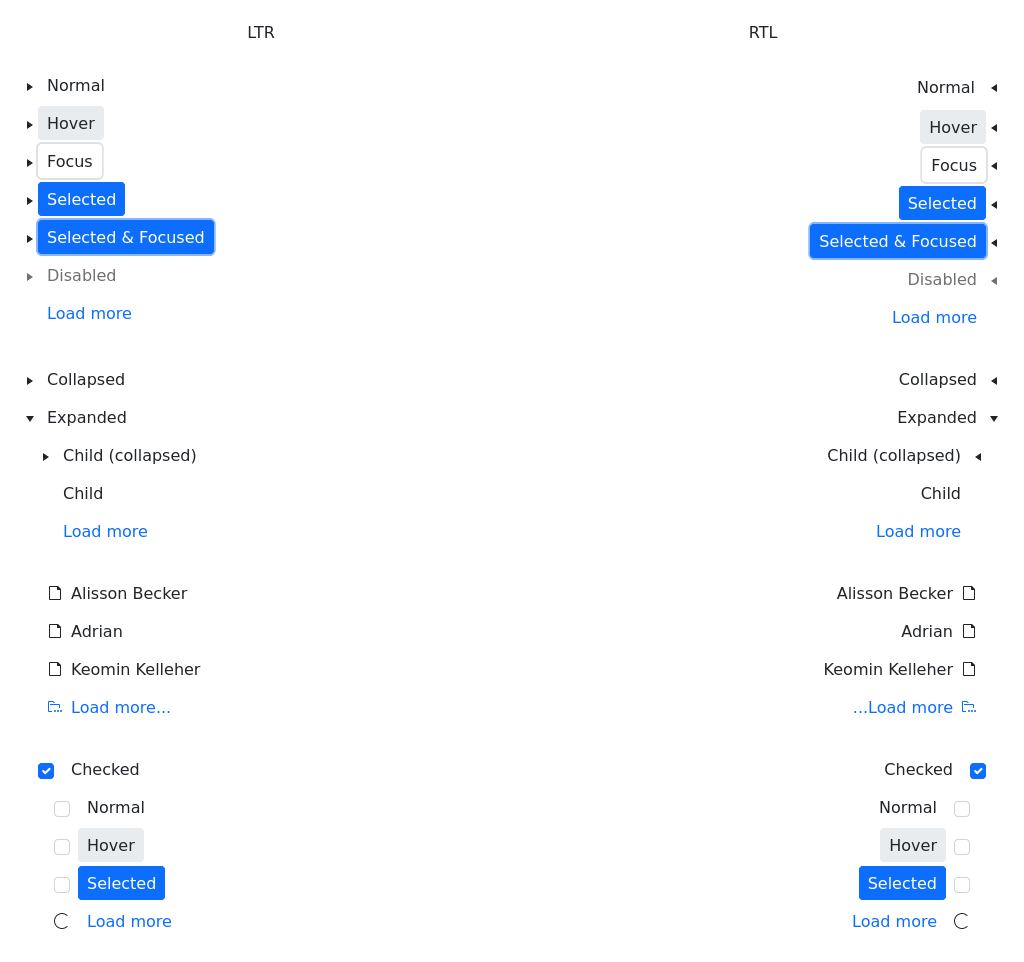 LTR
Normal
Hover
Focus
Selected
Selected & Focused
Disabled
Load more
Collapsed
Expanded
Child (collapsed)
Child
Load more
Alisson Becker
Adrian
Keomin Kelleher
Load more...
Checked
Normal
Hover
Selected
Load more
RTL
Normal
Hover
Focus
Selected
Selected & Focused
Disabled
Load more
Collapsed
Expanded
Child (collapsed)
Child
Load more
Alisson Becker
Adrian
Keomin Kelleher
...Load more
Checked
Normal
Hover
Selected
Load more